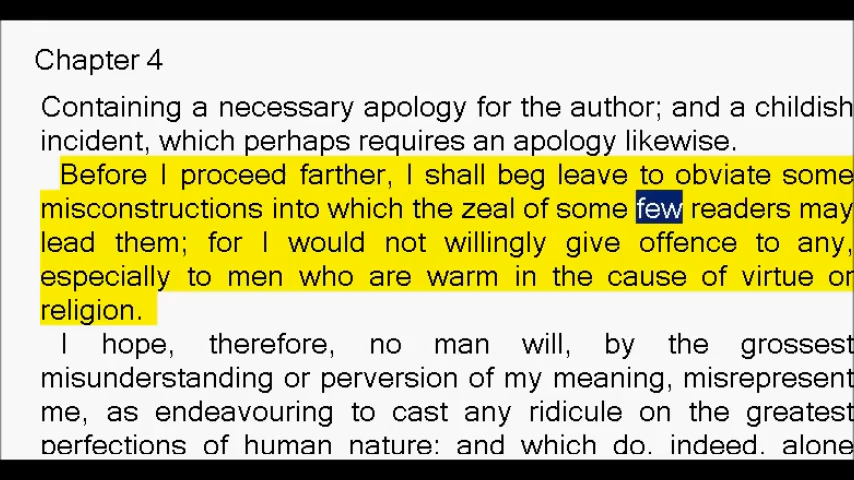 Chapter 4
Containing a necessary apology for the author; and a childish
incident, which perhaps requires an apology likewise.
Before I proceed farther, I shall beg leave to obviate some
misconstructions into which the zeal of some few readers may
lead them; for I would not willingly give offence to any,
especially to men who are warm in the cause of virtue or
religion.
I hope, therefore, no man will, by the grossest
misunderstanding or perversion of my meaning, misrepresent
me, as endeavouring to cast any ridicule on the greatest
perfections of human nature; and which do, indeed, alone